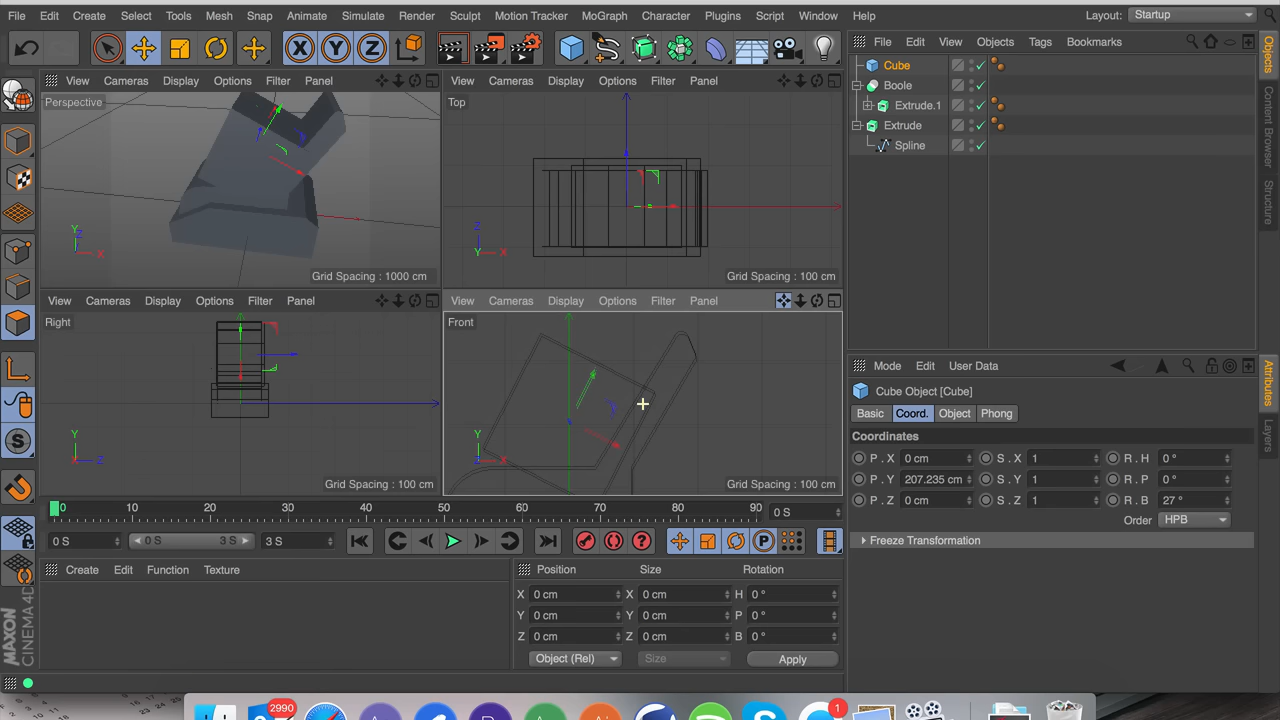 File Edit Create Select Tools Mesh Snap Animate Simulate Render Sculpt Motion Tracker MoGraph Character Plugins Script Window Help Layout: Startup
X Y Z
File Edit View Objects Tags Bookmarks
Cube
Boole
Extrude.1
Extrude
Spline
Objects
Content Browser
Structure
View Cameras Display Options Filter Panel
Perspective
Y
Z
X
Grid Spacing : 1000 cm
View Cameras Display Options Filter Panel
Top
Z
Y
X
Grid Spacing : 100 cm
View Cameras Display Options Filter Panel
Right
Y
X
Z
Grid Spacing : 100 cm
View Cameras Display Options Filter Panel
Front
Y
Z
X
Grid Spacing : 100 cm
Mode Edit User Data
Cube Object [Cube]
Basic Coord. Object Phong
Coordinates
P . X 0 cm S . X 1 R . H 0 °
P . Y 207.235 cm S . Y 1 R . P 0 °
P . Z 0 cm S . Z 1 R . B 27 °
Order HPB
Freeze Transformation
Attributes
Layers
0 10 20 30 40 50 60 70 80 90 0 S
0 S 0 S 3 S 3 S
P
Create Edit Function Texture
Position Size Rotation
X 0 cm X 0 cm H 0 °
Y 0 cm Y 0 cm P 0 °
Z 0 cm Z 0 cm B 0 °
Object (Rel) Size Apply
MAXON
CINEMA 4D
2990
1